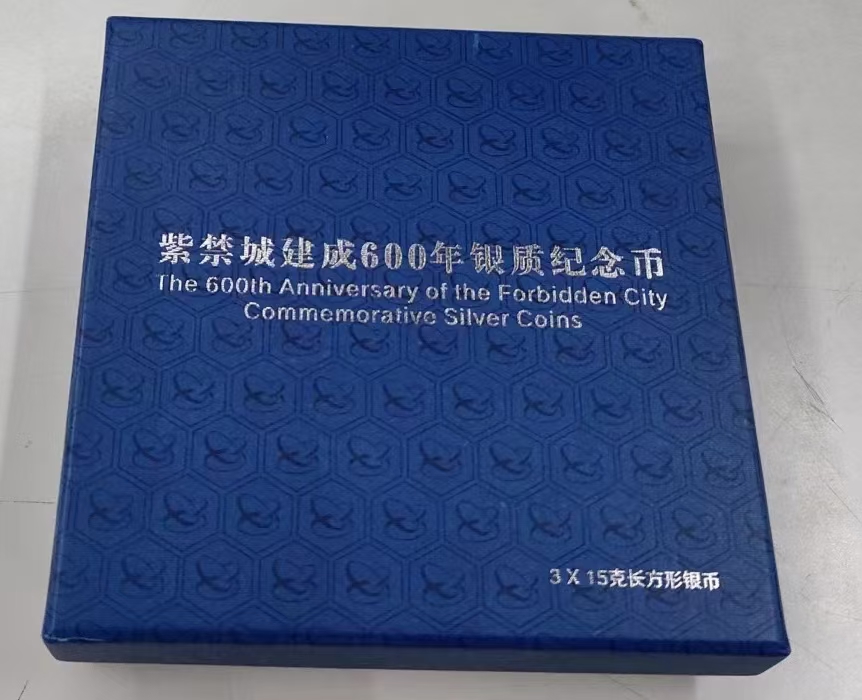 紫禁城建成600年银质纪念币
The 600th Anniversary of the Forbidden City
Commemorative Silver Coins
3 X 15克长方形银币